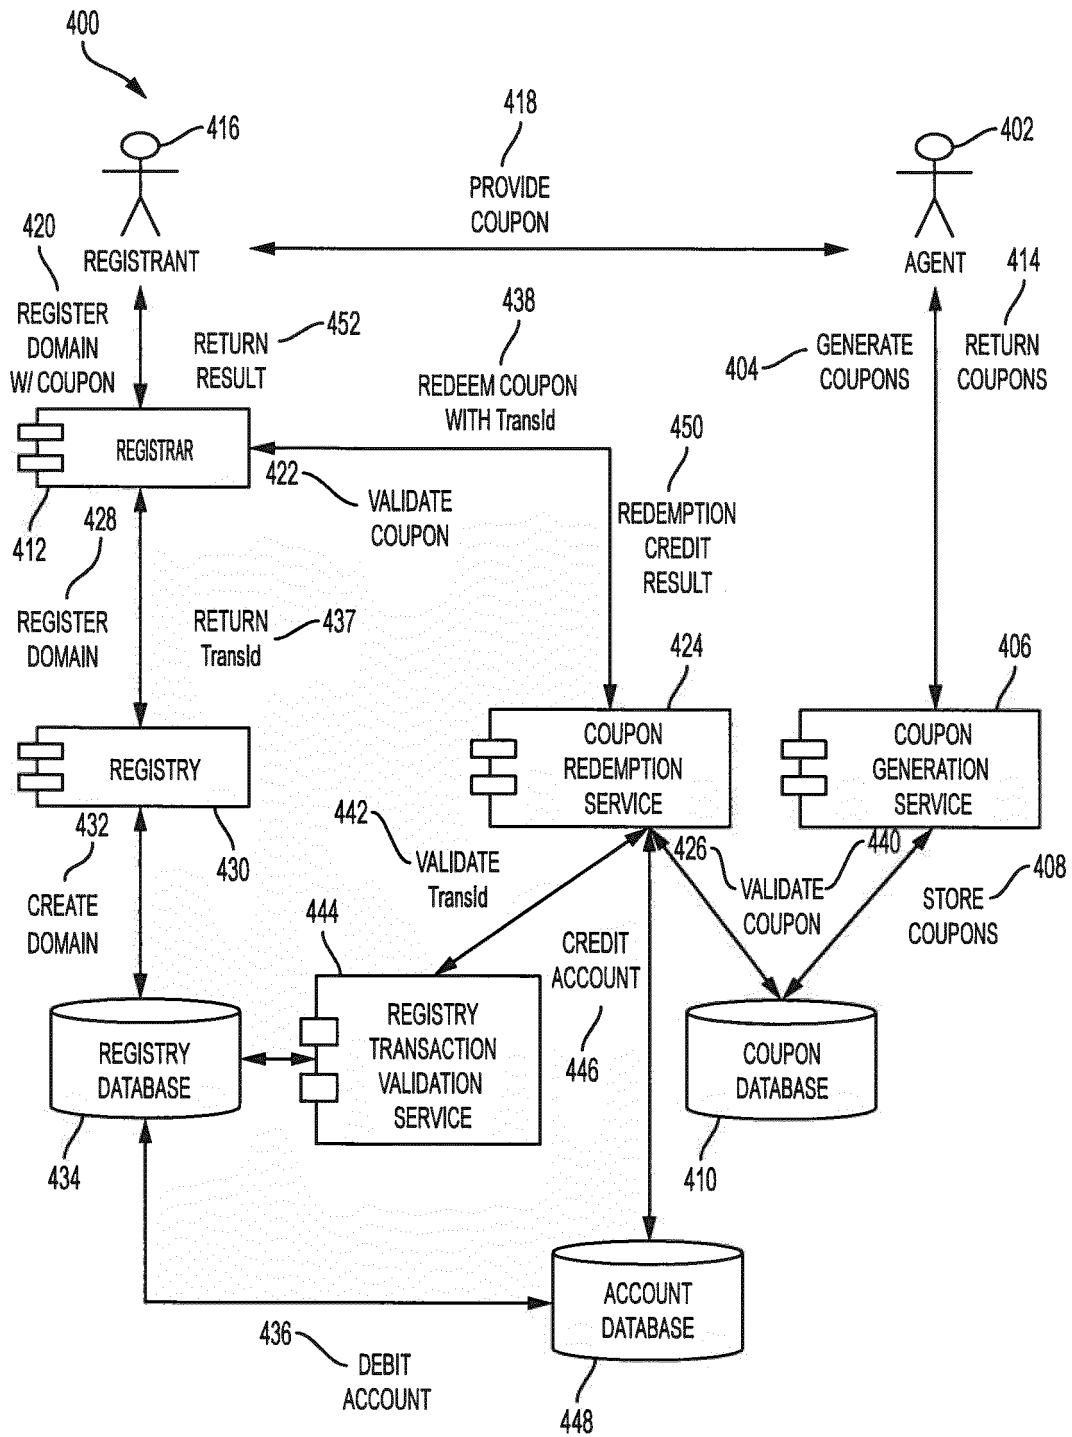 400
416
418
402
PROVIDE
COUPON
420
REGISTRANT
AGENT
414
REGISTER
DOMAIN
W/ COUPON
RETURN
RESULT
452
438
REDEEM COUPON
WITH TransId
404
GENERATE
COUPONS
RETURN
COUPONS
REGISTRAR
412
422
VALIDATE
COUPON
450
REDEMPTION
CREDIT
RESULT
428
REGISTER
DOMAIN
RETURN
TransId
437
424
406
REGISTRY
COUPON
REDEMPTION
SERVICE
COUPON
GENERATION
SERVICE
432
430
CREATE
DOMAIN
442
VALIDATE
TransId
426
440
VALIDATE
COUPON
408
STORE
COUPONS
444
CREDIT
ACCOUNT
446
REGISTRY
DATABASE
434
REGISTRY
TRANSACTION
VALIDATION
SERVICE
COUPON
DATABASE
410
ACCOUNT
DATABASE
436
DEBIT
ACCOUNT
448